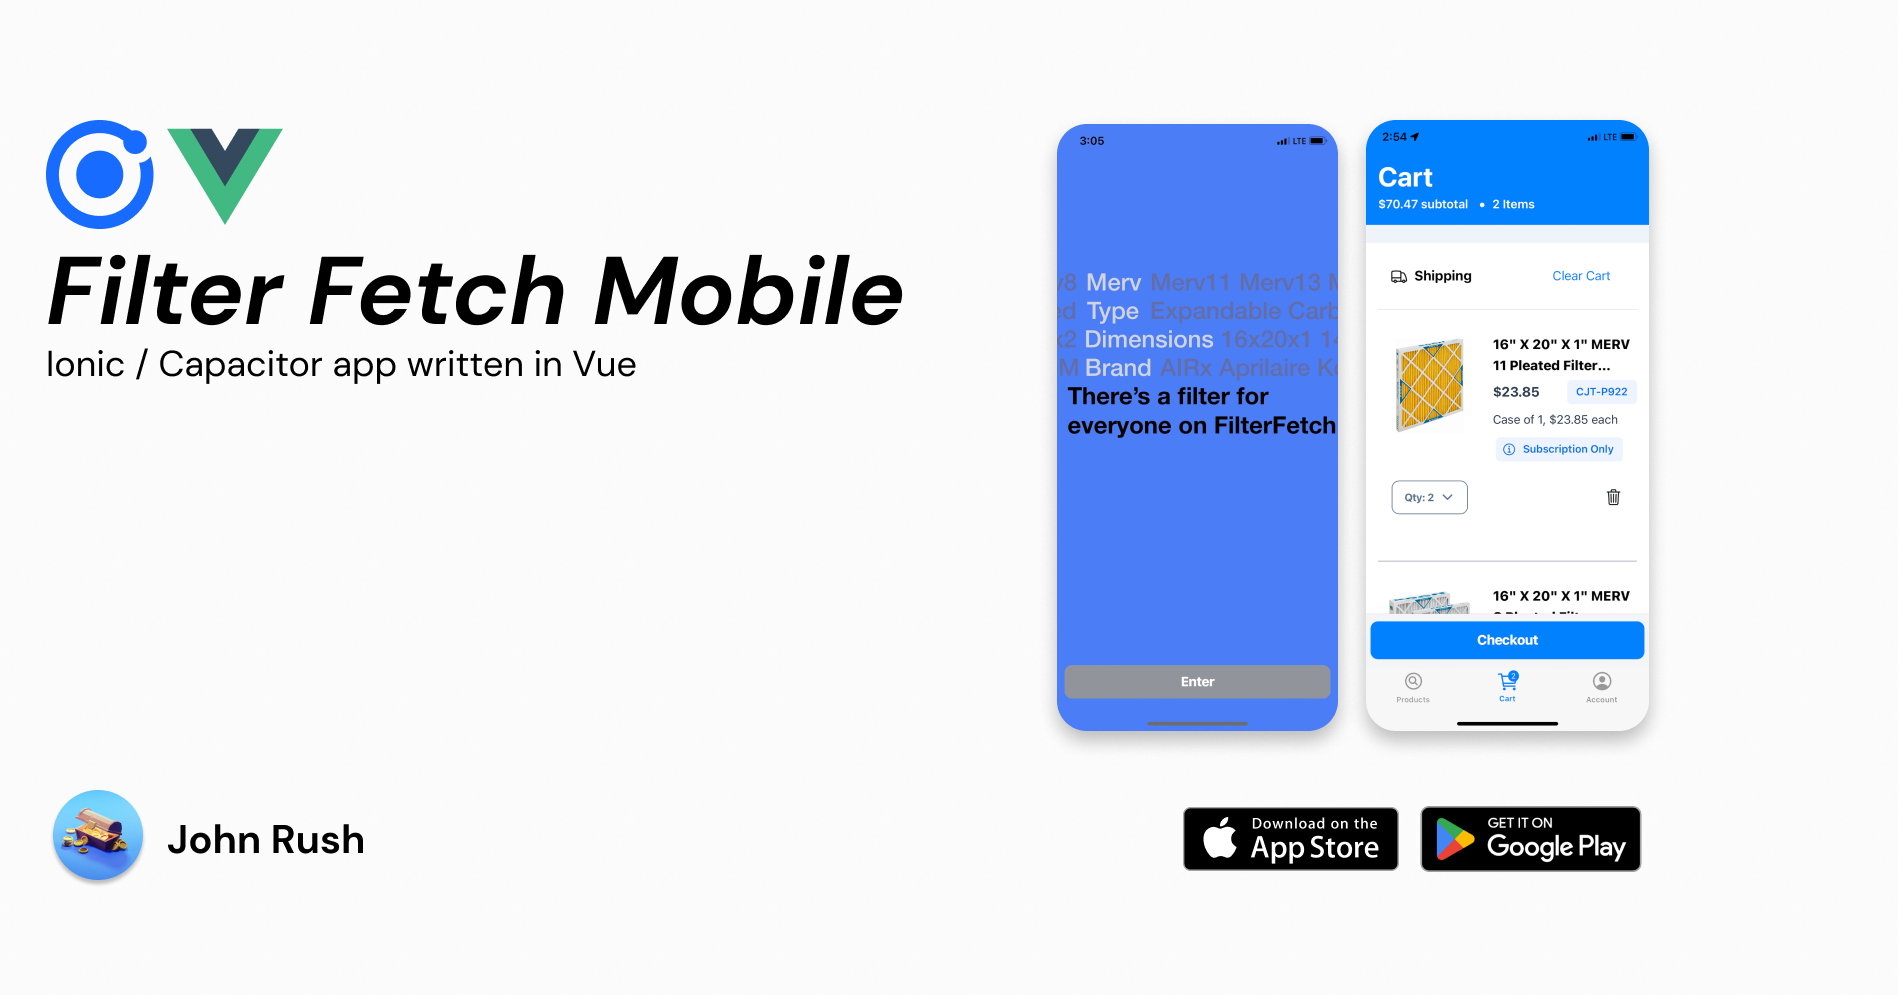 Filter Fetch Mobile
Ionic / Capacitor app written in Vue
3:05
LTE
v8 Merv Merv11 Merv13
ed Type Expandable Carb
x2 Dimensions 16x20x1
M Brand AIRx Aprilaire
There's a filter for
everyone on FilterFetch
Enter
2:54
LTE
Cart
$70.47 subtotal • 2 Items
Shipping
Clear Cart
16" X 20" X 1" MERV
11 Pleated Filter...
$23.85
CJT-P922
Case of 1, $23.85 each
Subscription Only
Qty: 2
16" X 20" X 1" MERV
Checkout
2
Products
Cart
Account
John Rush
Download on the
App Store
GET IT ON
Google Play